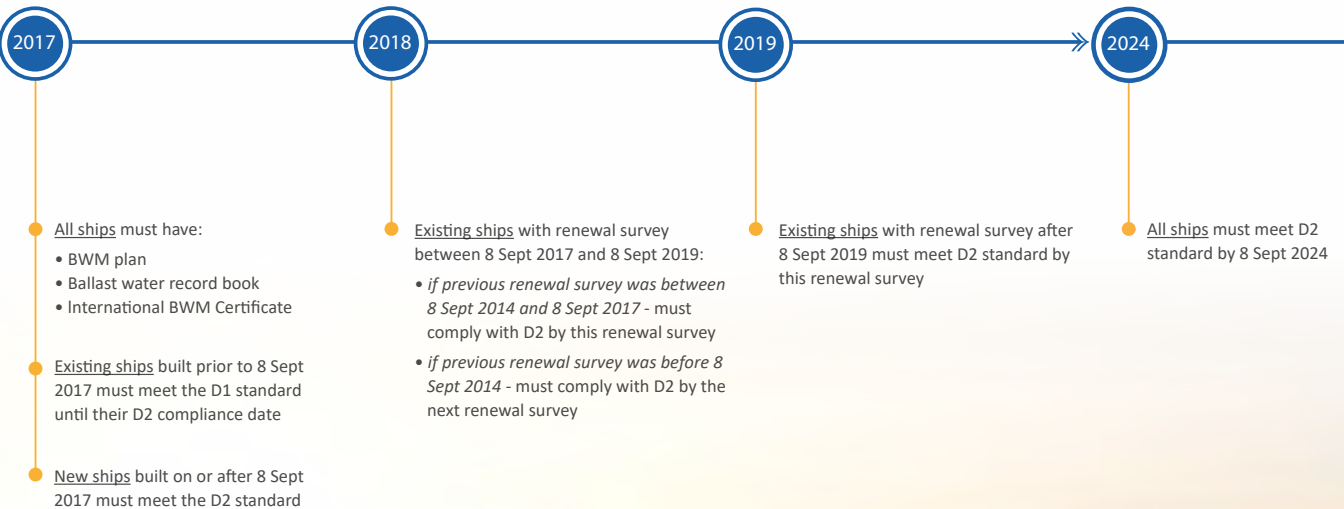 2017
2018
2019
2024
All ships must have:
• BWM plan
• Ballast water record book
• International BWM Certificate
Existing ships built prior to 8 Sept
2017 must meet the D1 standard
until their D2 compliance date
New ships built on or after 8 Sept
2017 must meet the D2 standard
Existing ships with renewal survey
between 8 Sept 2017 and 8 Sept 2019:
• if previous renewal survey was between
8 Sept 2014 and 8 Sept 2017 - must
comply with D2 by this renewal survey
• if previous renewal survey was before 8
Sept 2014 - must comply with D2 by the
next renewal survey
Existing ships with renewal survey after
8 Sept 2019 must meet D2 standard by
this renewal survey
All ships must meet D2
standard by 8 Sept 2024